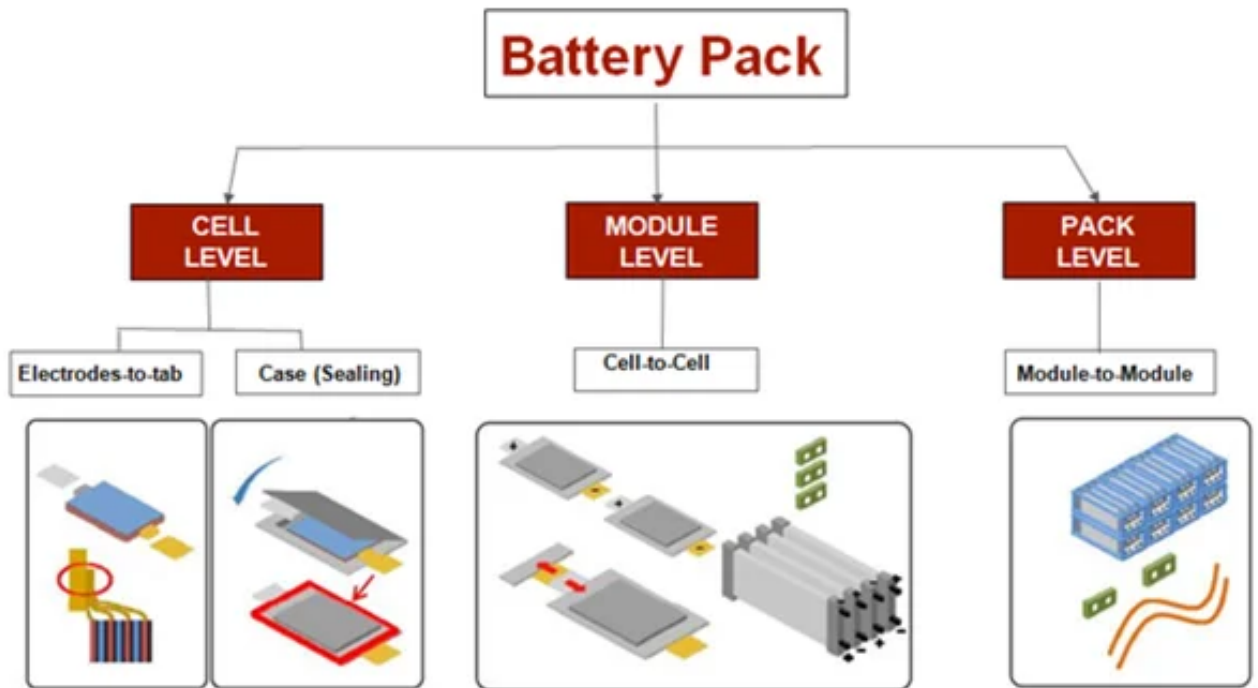 Battery Pack
CELL
LEVEL
MODULE
LEVEL
PACK
LEVEL
Electrodes-to-tab
Case (Sealing)
Cell-to-Cell
Module-to-Module